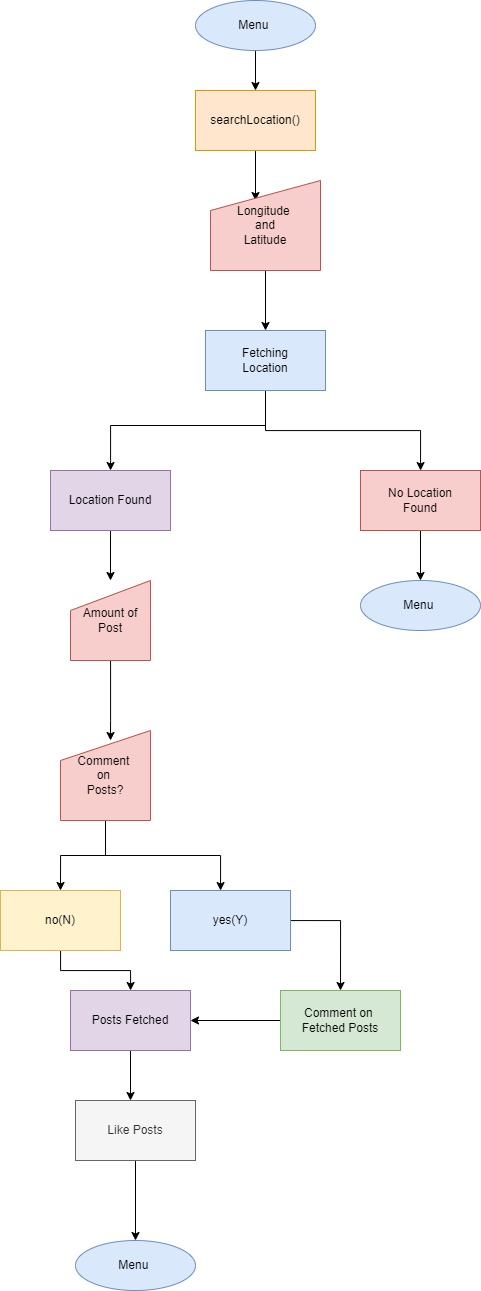 Menu
searchLocation()
Longitude
and
Latitude
Fetching
Location
Location Found
No Location
Found
Amount of
Post
Menu
Comment
on
Posts?
no(N)
yes(Y)
Posts Fetched
Comment on
Fetched Posts
Like Posts
Menu